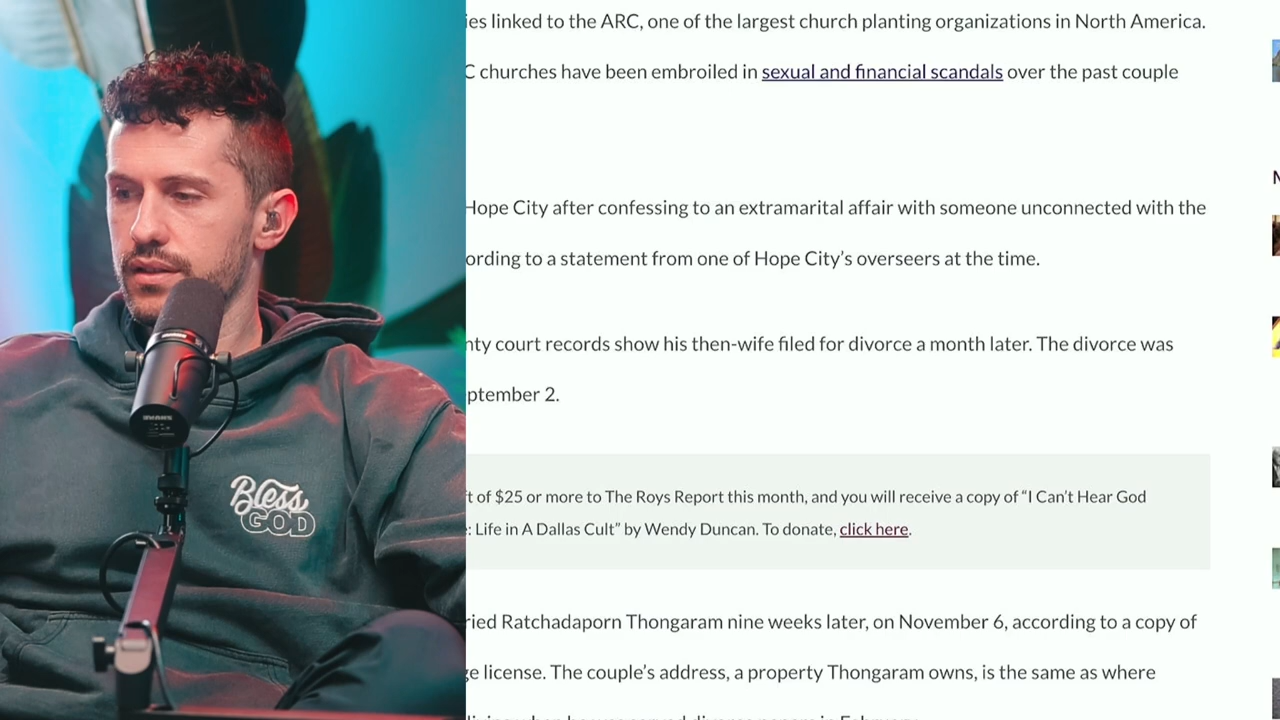 ies linked to the ARC, one of the largest church planting organizations in North America.
C churches have been embroiled in sexual and financial scandals over the past couple
Hope City after confessing to an extramarital affair with someone unconnected with the
ording to a statement from one of Hope City's overseers at the time.
nty court records show his then-wife filed for divorce a month later. The divorce was
ptember 2.
t of $25 or more to The Roys Report this month, and you will receive a copy of “I Can't Hear God
: Life in A Dallas Cult” by Wendy Duncan. To donate, click here.
ried Ratchadaporn Thongaram nine weeks later, on November 6, according to a copy of
ge license. The couple's address, a property Thongaram owns, is the same as where
Bless
GOD
SHURE